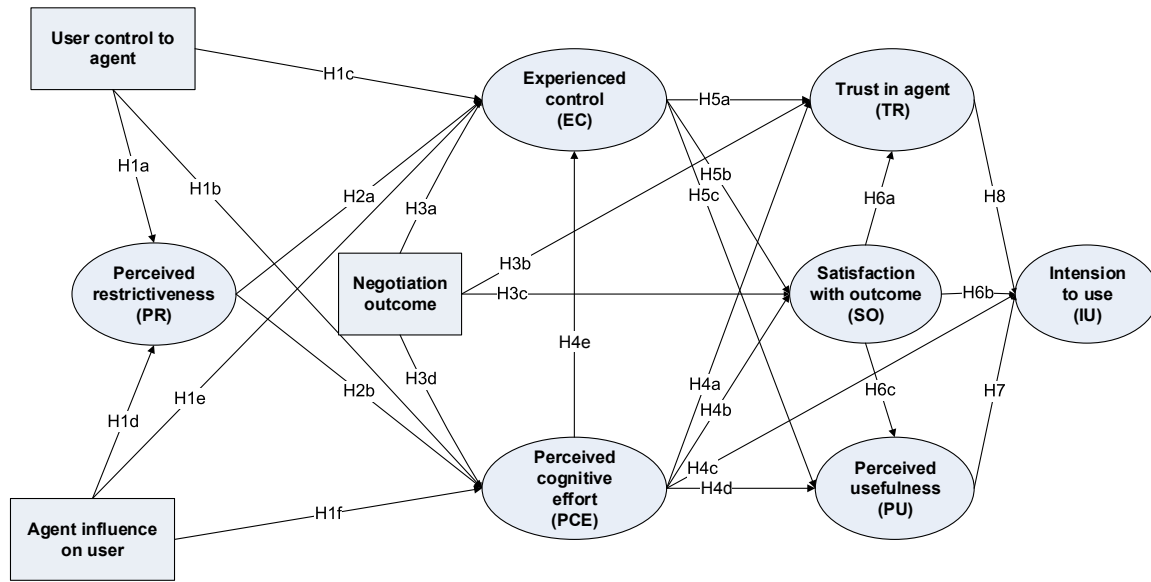 User control to
agent
Experienced
control
(EC)
Trust in agent
(TR)
H1c
H5a
H1a
H1b
H2a
H3a
H5b
H5c
H6a
H8
Perceived
restrictiveness
(PR)
Negotiation
outcome
H3b
H3c
Satisfaction
with outcome
(SO)
H6b
Intension
to use
(IU)
H4e
H1d
H1e
H2b
H3d
H4a
H4b
H6c
H7
H4c
H4d
Agent influence
on user
H1f
Perceived
cognitive
effort
(PCE)
Perceived
usefulness
(PU)